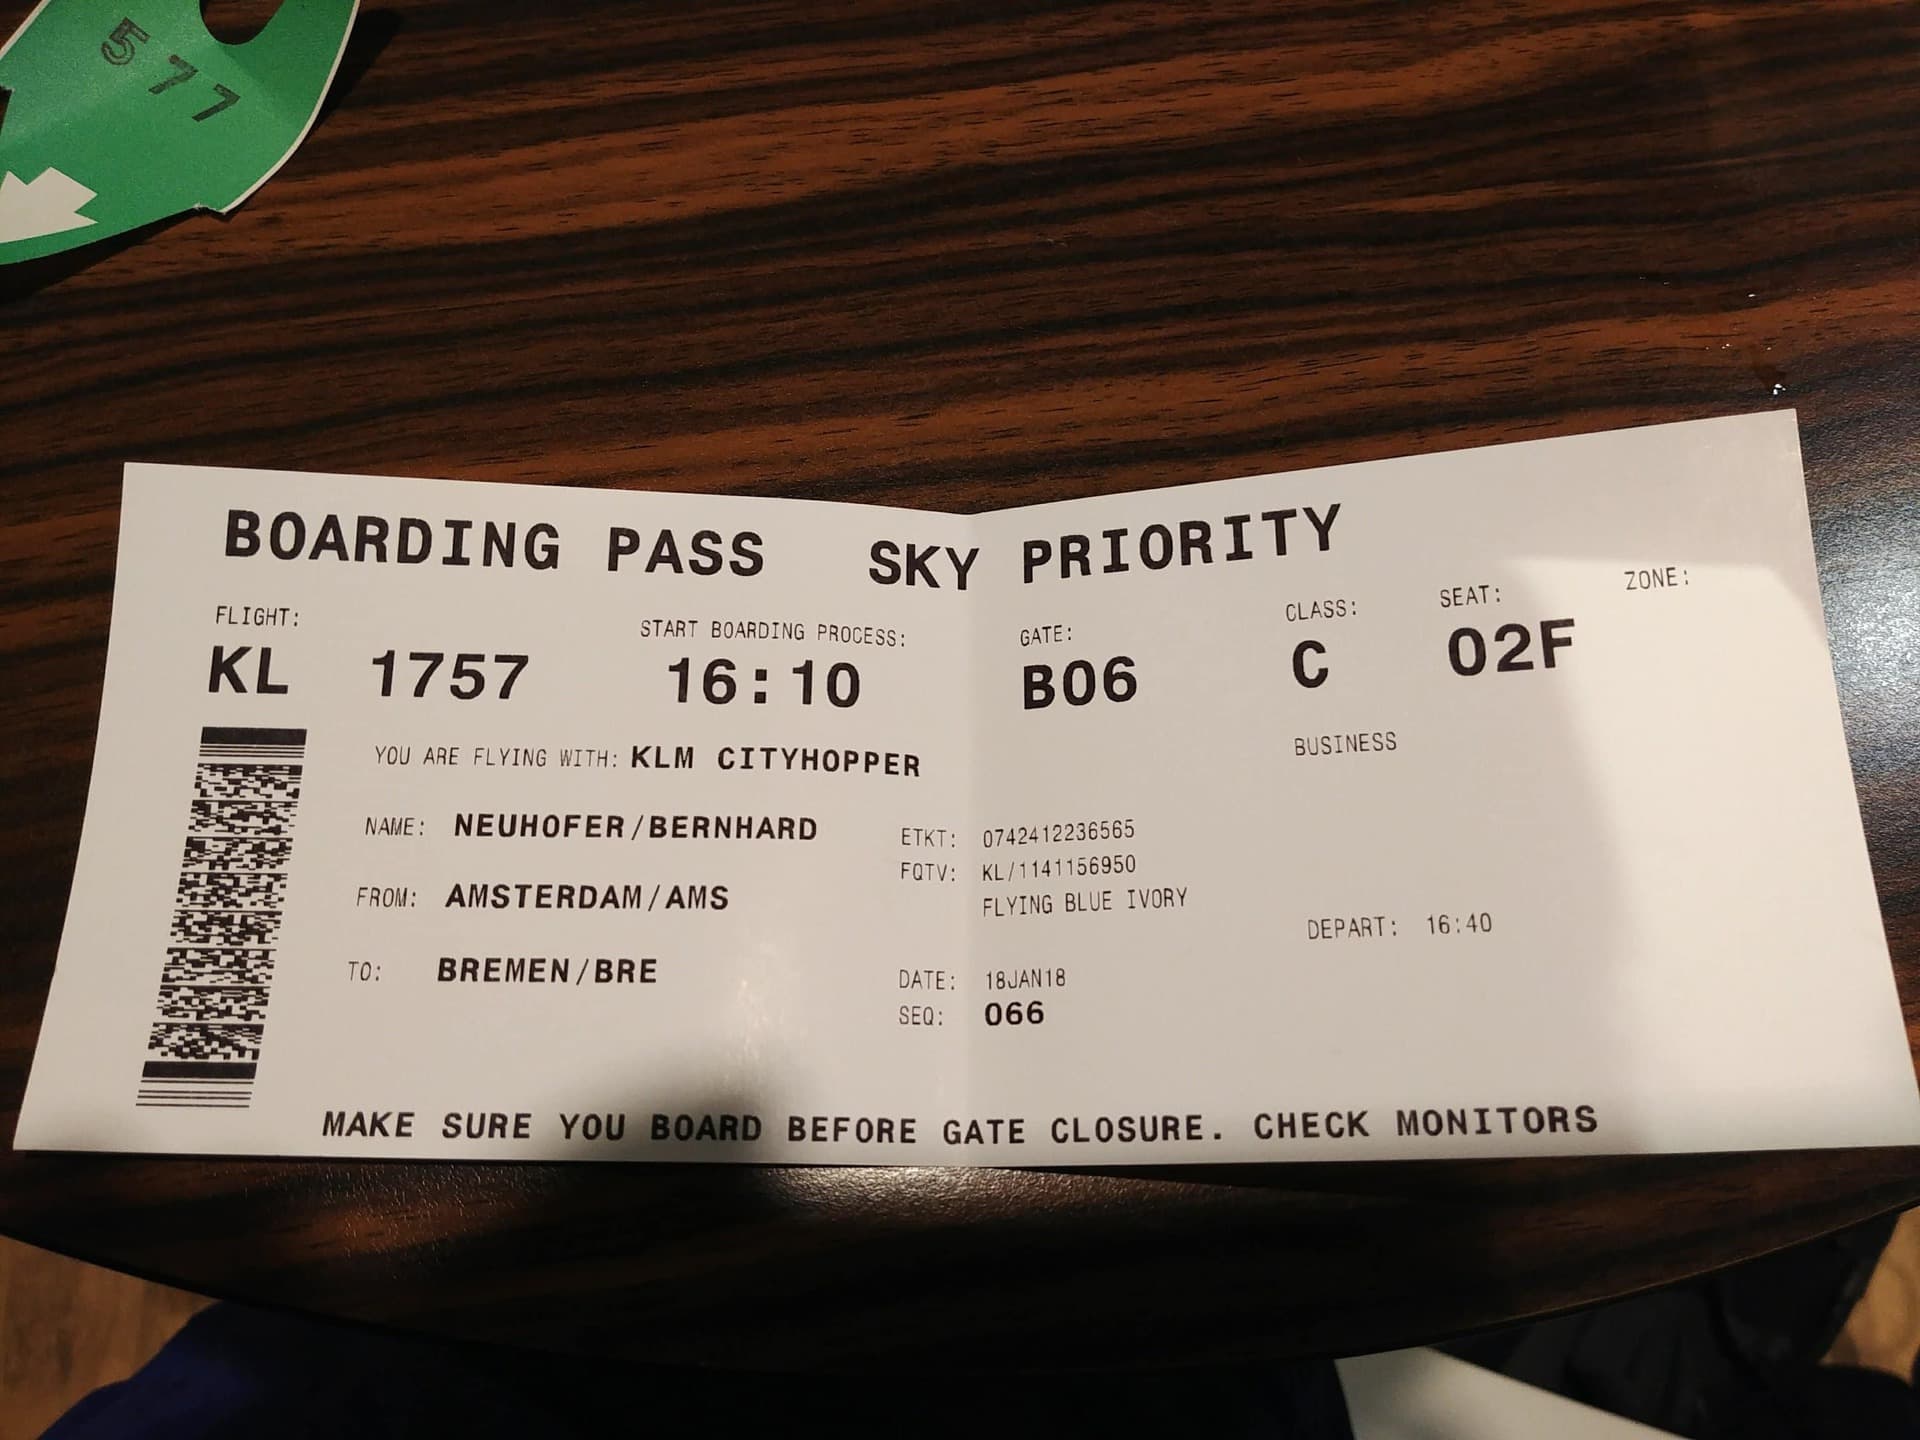 577
BOARDING PASS SKY PRIORITY
FLIGHT: START BOARDING PROCESS: GATE: CLASS: SEAT: ZONE:
KL 1757 16:10 B06 C 02F
YOU ARE FLYING WITH: KLM CITYHOPPER BUSINESS
NAME: NEUHOFER/BERNHARD ETKT: 0742412236565
FQTV: KL/1141156950
FROM: AMSTERDAM/AMS FLYING BLUE IVORY
DEPART: 16:40
TO: BREMEN/BRE DATE: 18JAN18
SEQ: 066
MAKE SURE YOU BOARD BEFORE GATE CLOSURE. CHECK MONITORS